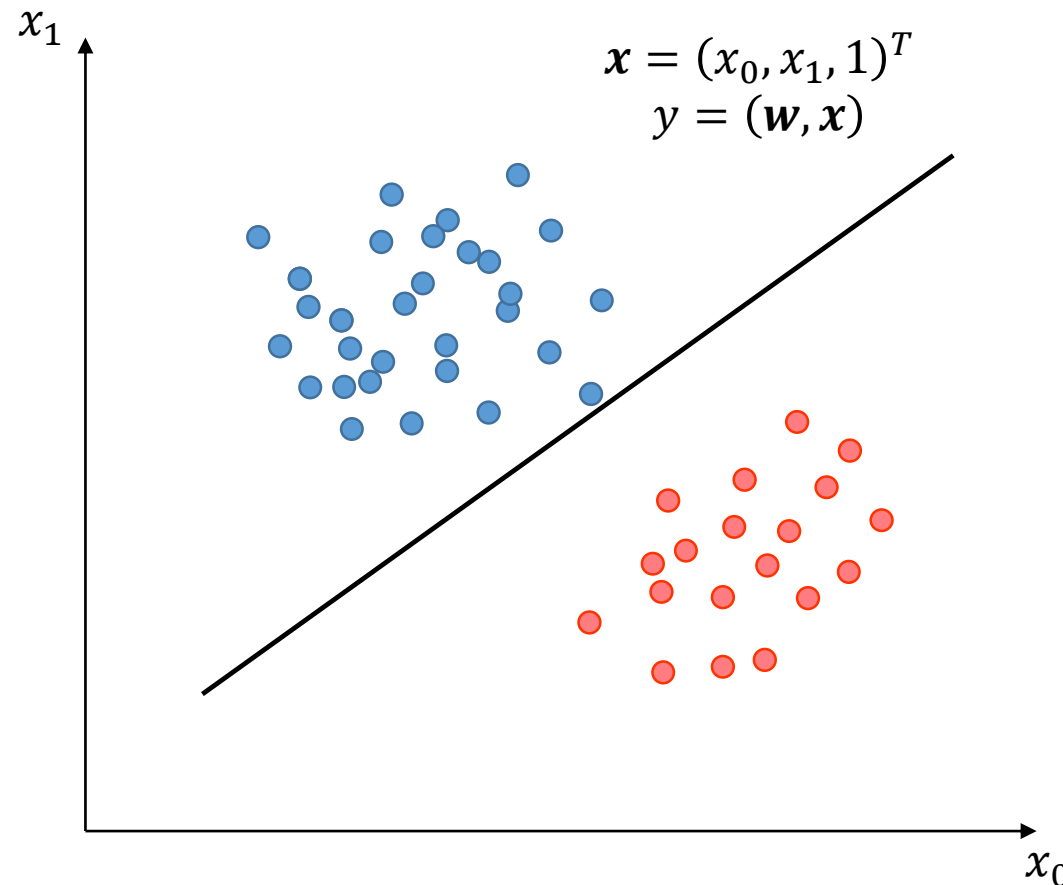 x₁
𝒙 = (x₀, x₁, 1)ᵀ
y = (𝒘, 𝒙)
x₀